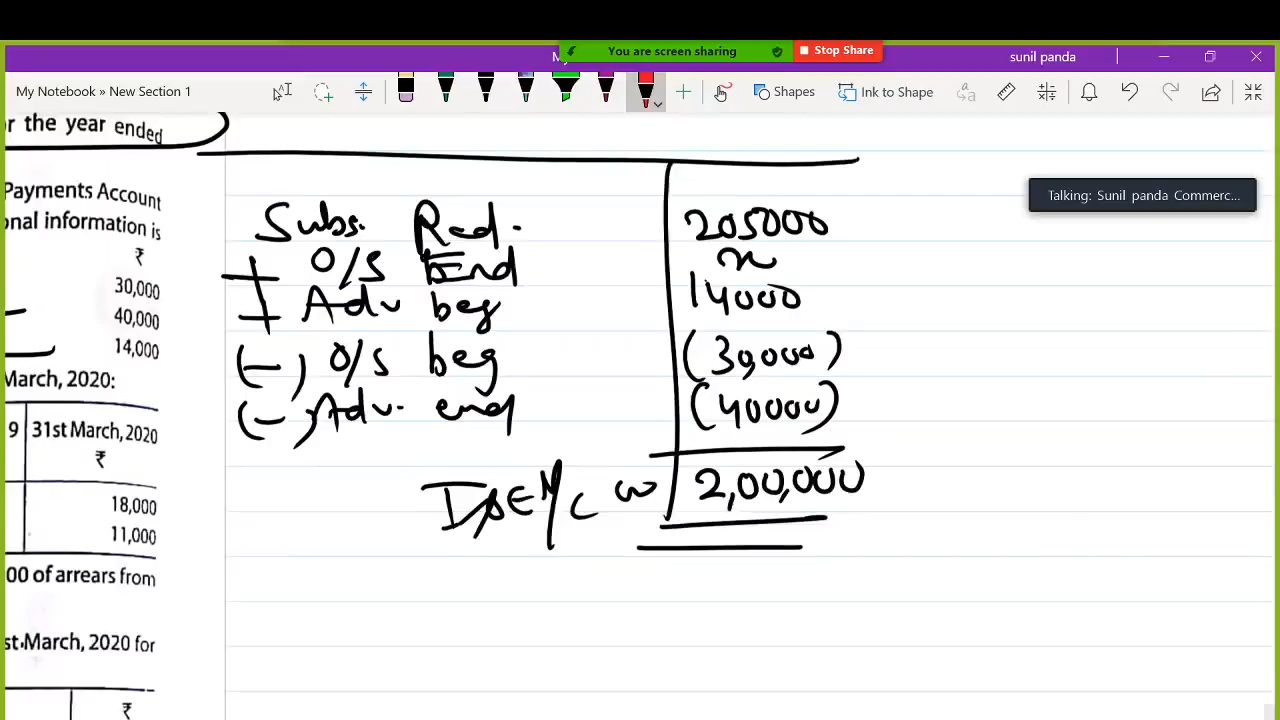 You are screen sharing
Stop Share
sunil panda
My Notebook » New Section 1
Shapes
Ink to Shape
Talking: Sunil panda Commerc...
r the year ended
Payments Account
nal information is
₹
30,000
40,000
14,000
March, 2020:
9 31st March, 2020
₹
18,000
11,000
00 of arrears from
st March, 2020 for
₹
Subs. Recd. 205000
+ O/S End x
+ Adv beg 14000
(-) O/S beg (30,000)
(-) Adv. end (40000)
2,00,000